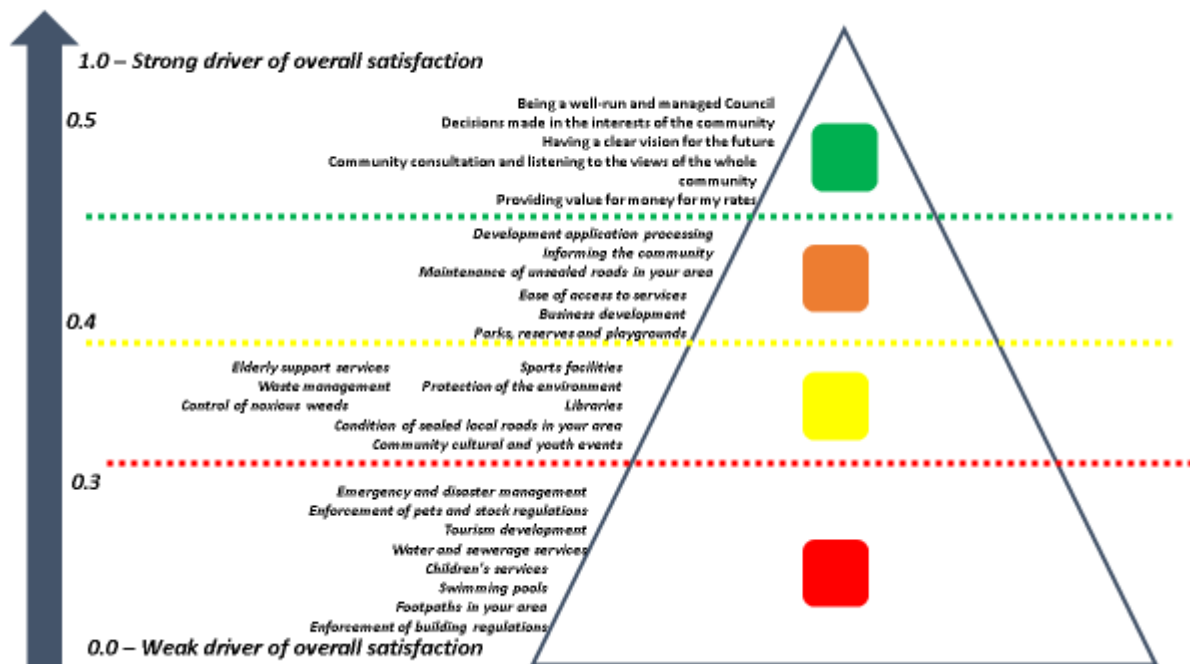 1.0 – Strong driver of overall satisfaction
Being a well-run and managed Council
0.5
Decisions made in the interests of the community
Having a clear vision for the future
Community consultation and listening to the views of the whole
community
Providing value for money for my rates
Development application processing
Informing the community
Maintenance of unsealed roads in your area
Ease of access to services
Business development
0.4
Parks, reserves and playgrounds
Elderly support services
Waste management
Control of noxious weeds
Sports facilities
Protection of the environment
Libraries
Condition of sealed local roads in your area
Community cultural and youth events
0.3
Emergency and disaster management
Enforcement of pets and stock regulations
Tourism development
Water and sewerage services
Children's services
Swimming pools
Footpaths in your area
Enforcement of building regulations
0.0 – Weak driver of overall satisfaction